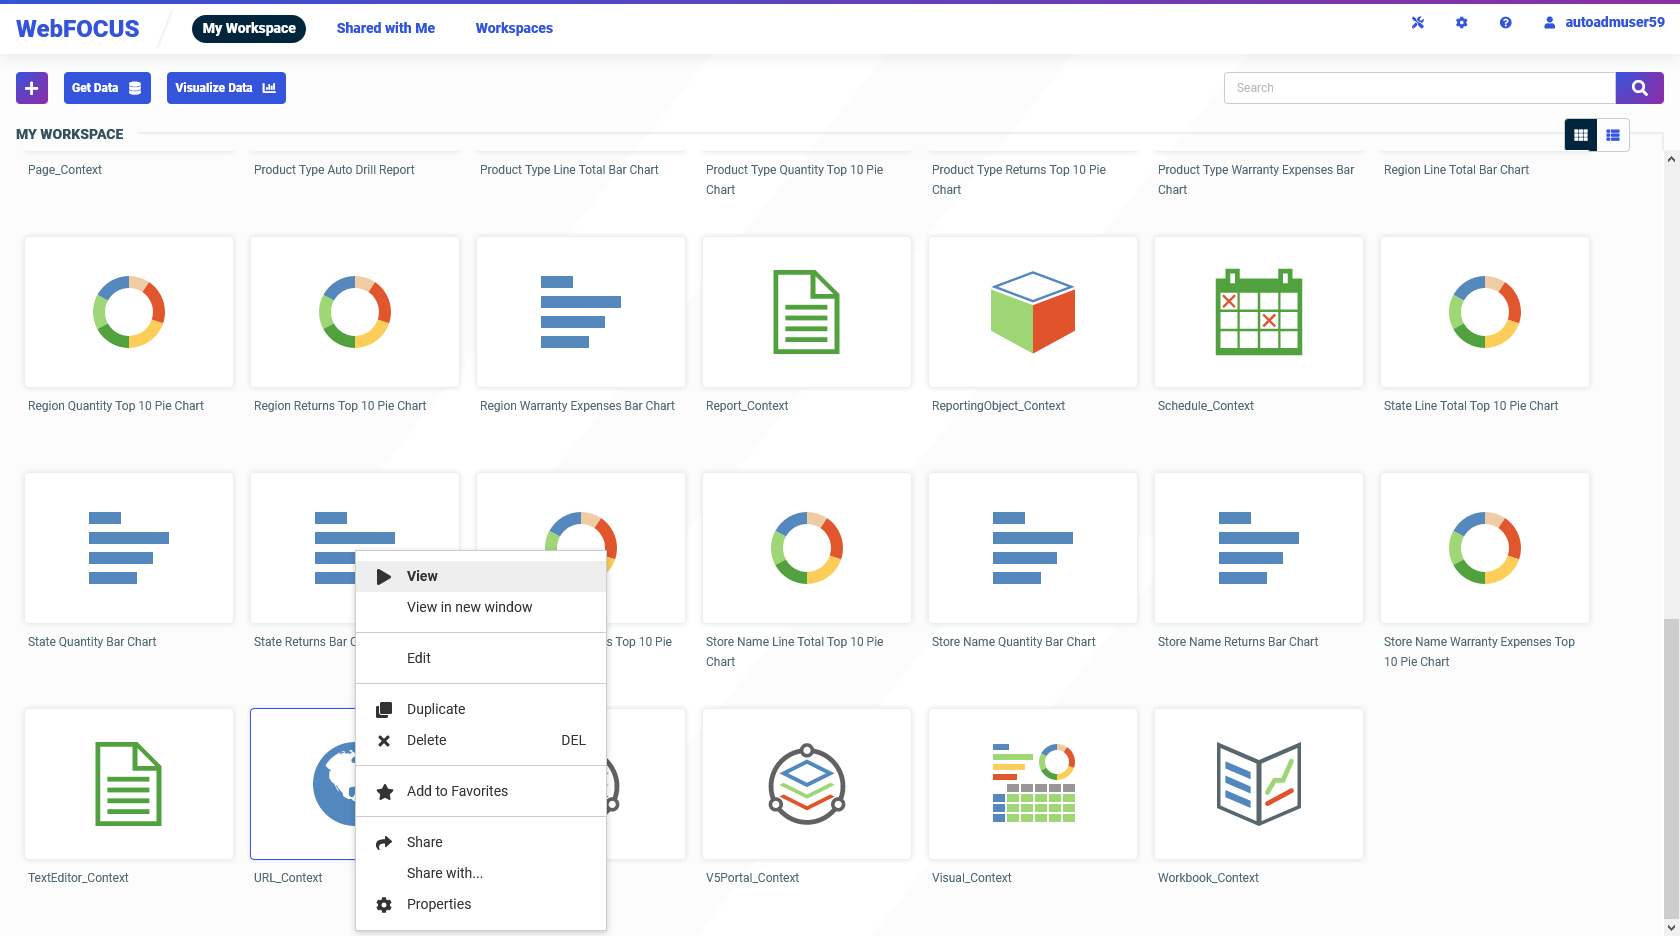 WebFOCUS
My Workspace
Shared with Me
Workspaces
autoadmuser59
Get Data
Visualize Data
Search
MY WORKSPACE
Page_Context
Product Type Auto Drill Report
Product Type Line Total Bar Chart
Product Type Quantity Top 10 Pie
Chart
Product Type Returns Top 10 Pie
Chart
Product Type Warranty Expenses Bar
Chart
Region Line Total Bar Chart
Region Quantity Top 10 Pie Chart
Region Returns Top 10 Pie Chart
Region Warranty Expenses Bar Chart
Report_Context
ReportingObject_Context
Schedule_Context
State Line Total Top 10 Pie Chart
State Quantity Bar Chart
State Returns Bar C
s Top 10 Pie
Store Name Line Total Top 10 Pie
Chart
Store Name Quantity Bar Chart
Store Name Returns Bar Chart
Store Name Warranty Expenses Top
10 Pie Chart
View
View in new window
Edit
Duplicate
Delete DEL
Add to Favorites
Share
Share with...
Properties
TextEditor_Context
URL_Context
V5Portal_Context
Visual_Context
Workbook_Context